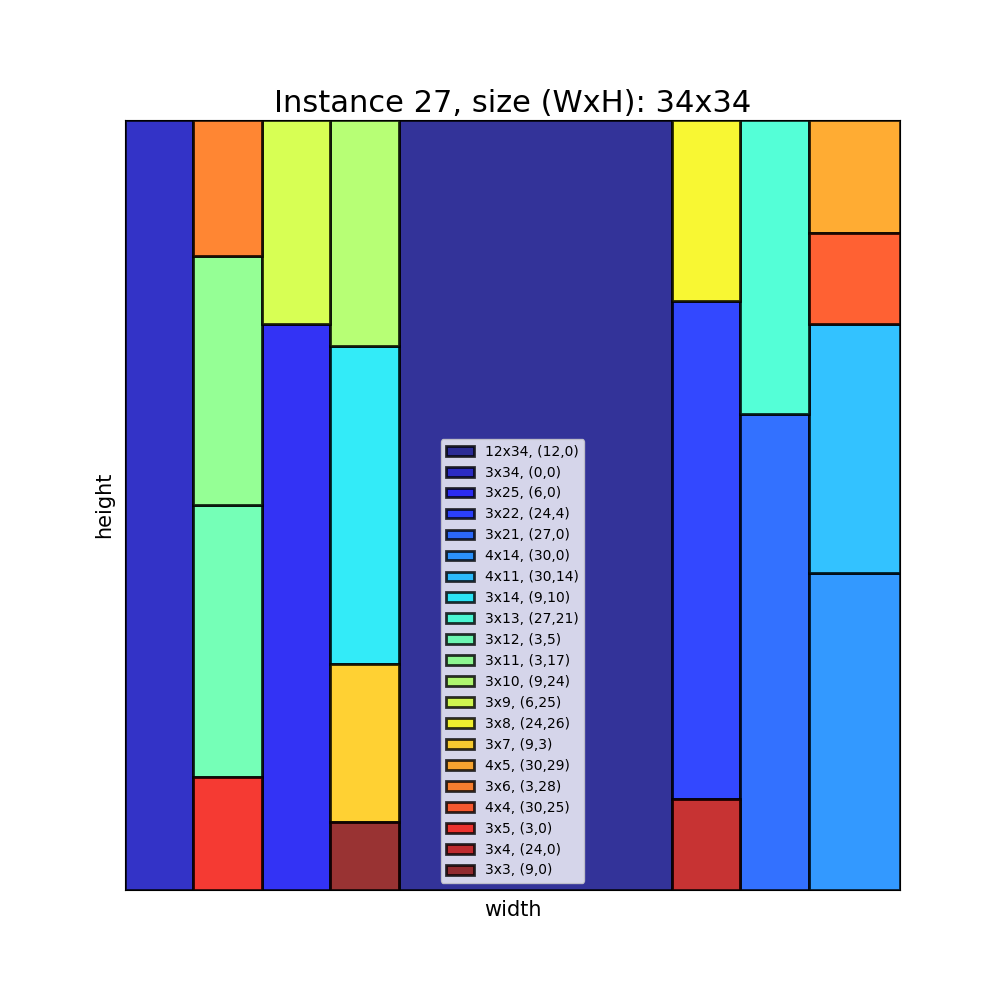 Instance 27, size (WxH): 34x34
height
12x34, (12,0)
3x34, (0,0)
3x25, (6,0)
3x22, (24,4)
3x21, (27,0)
4x14, (30,0)
4x11, (30,14)
3x14, (9,10)
3x13, (27,21)
3x12, (3,5)
3x11, (3,17)
3x10, (9,24)
3x9, (6,25)
3x8, (24,26)
3x7, (9,3)
4x5, (30,29)
3x6, (3,28)
4x4, (30,25)
3x5, (3,0)
3x4, (24,0)
3x3, (9,0)
width